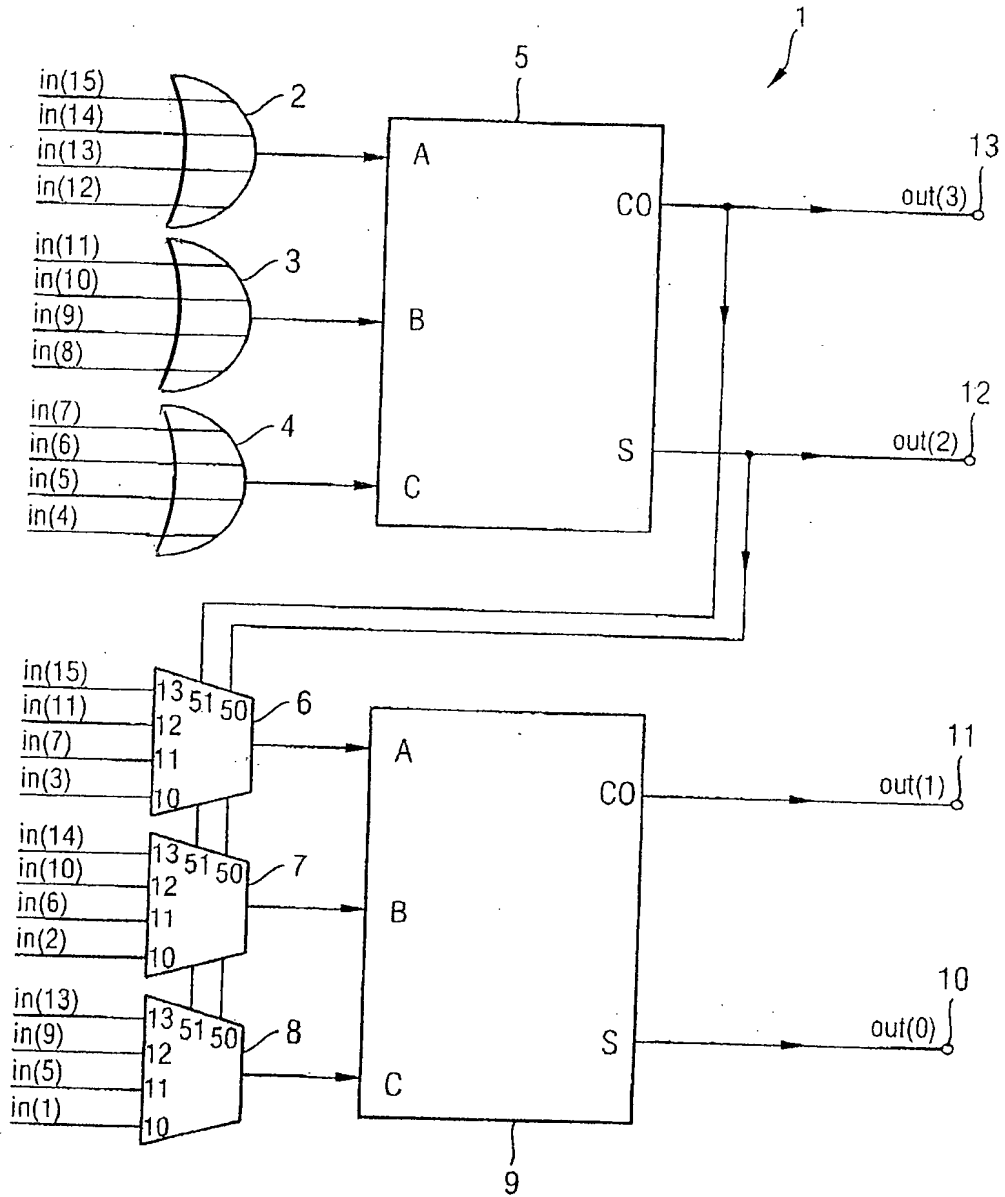 1
5
in(15)
in(14)
in(13)
in(12)
2
A
CO
out(3)
13
in(11)
in(10)
in(9)
in(8)
3
B
in(7)
in(6)
in(5)
in(4)
4
C
S
out(2)
12
in(15)
in(11)
in(7)
in(3)
13
12
11
10
51
50
6
A
CO
out(1)
11
in(14)
in(10)
in(6)
in(2)
13
12
11
10
51
50
7
B
in(13)
in(9)
in(5)
in(1)
13
12
11
10
51
50
8
C
S
out(0)
10
9